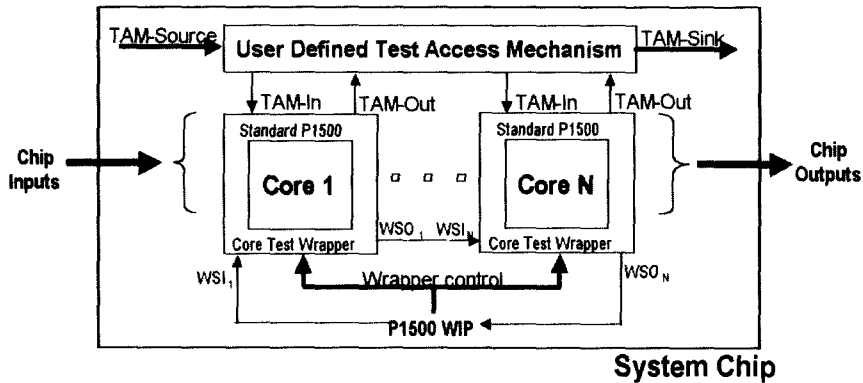 TAM-Source
User Defined Test Access Mechanism
TAM-Sink
TAM-In
TAM-Out
TAM-In
TAM-Out
Standard P1500
Standard P1500
Chip
Inputs
Core 1
Core N
Chip
Outputs
WSO1 WSIN
Core Test Wrapper
Core Test Wrapper
WSI1
Wrapper control
WSON
P1500 WIP
System Chip